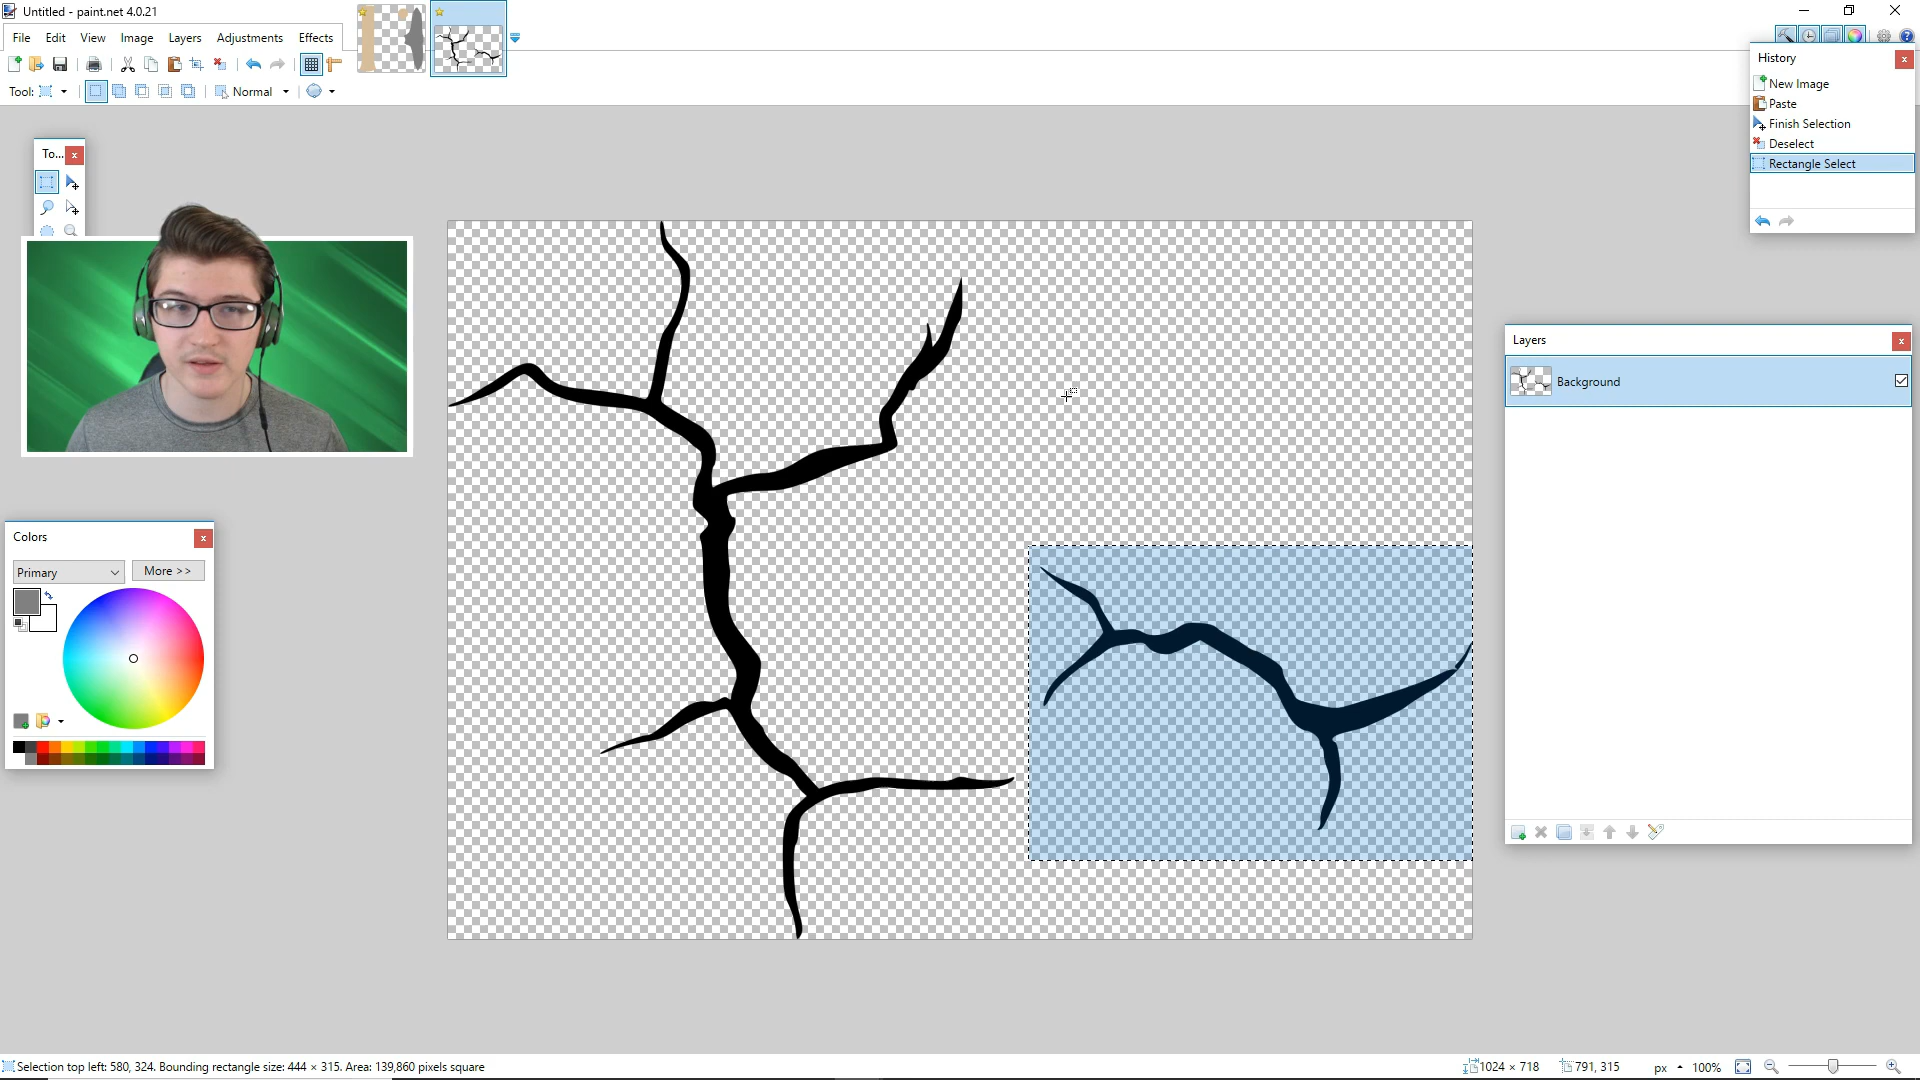 Untitled - paint.net 4.0.21
File Edit View Image Layers Adjustments Effects
Tool: Normal
History
New Image
Paste
Finish Selection
Deselect
Rectangle Select
To...
Layers
Background
Colors
Primary More >>
Selection top left: 580, 324. Bounding rectangle size: 444 × 315. Area: 139,860 pixels square
1024 × 718 791, 315 px 100%